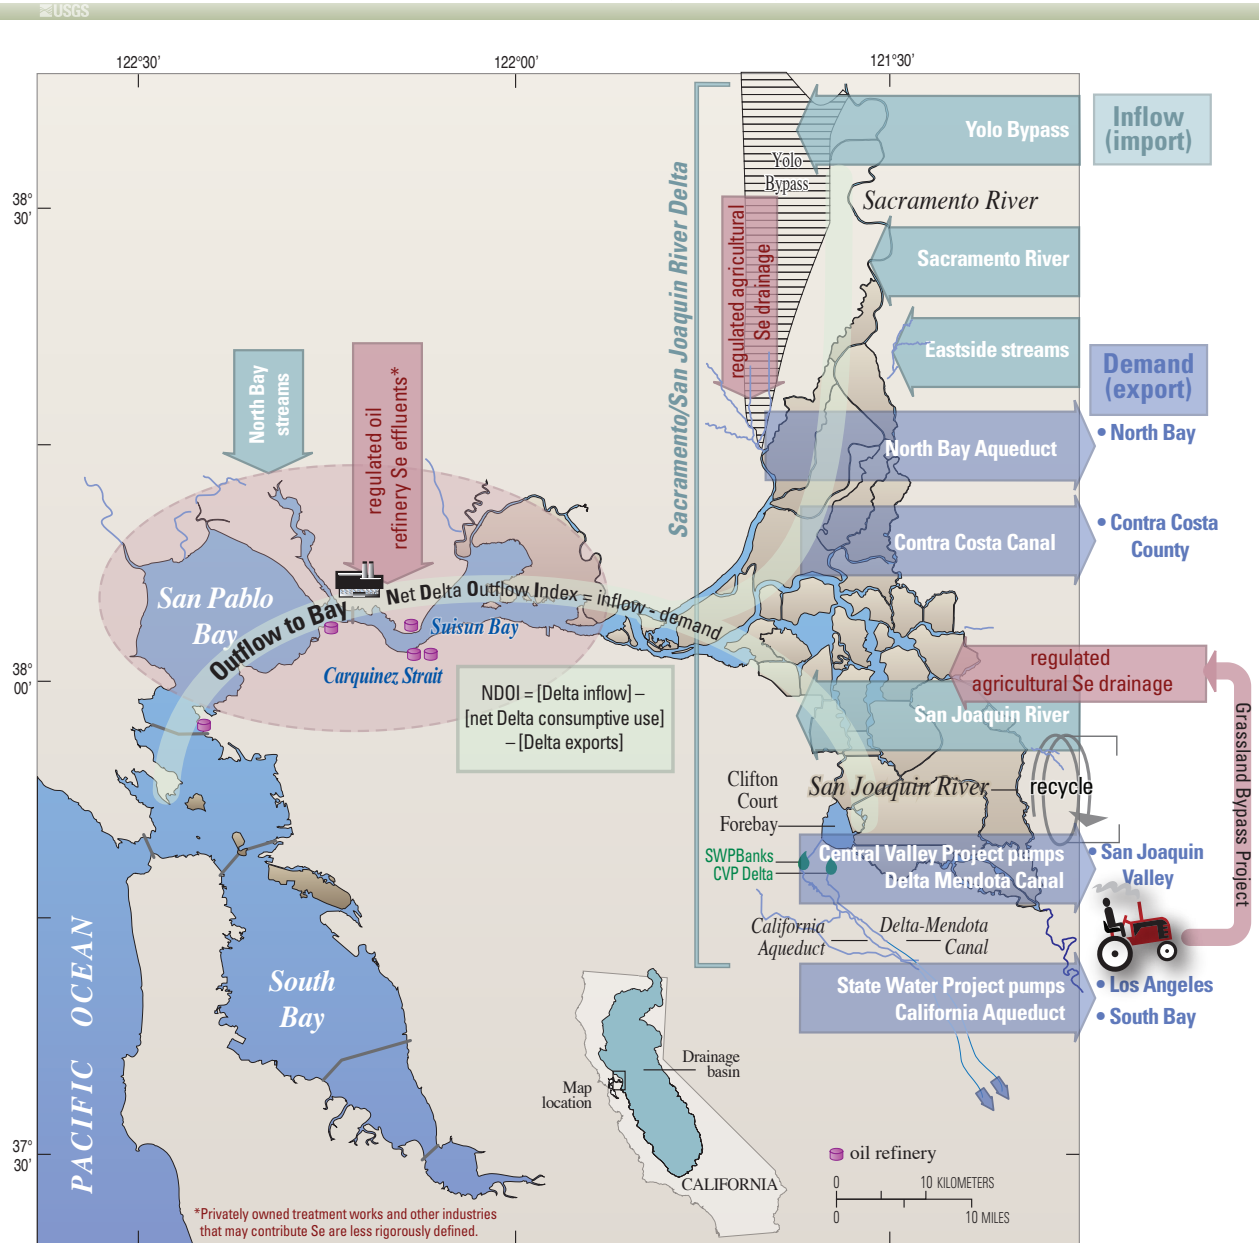 USGS
122°30'
122°00'
121°30'
38°
30'
38°
00'
37°
30'
Inflow
(import)
Yolo Bypass
Yolo
Bypass
Sacramento River
Sacramento River
Eastside streams
Demand
(export)
North Bay Aqueduct
• North Bay
Contra Costa Canal
• Contra Costa
County
Sacramento/San Joaquin River Delta
regulated agricultural
Se drainage
North Bay
streams
regulated oil
refinery Se effluents*
San Pablo
Bay
Outflow to Bay
Net Delta Outflow Index = inflow - demand
Suisun Bay
Carquinez Strait
NDOI = [Delta inflow] –
[net Delta consumptive use]
– [Delta exports]
regulated
agricultural Se drainage
San Joaquin River
San Joaquin River
recycle
Grassland Bypass Project
Clifton
Court
Forebay
SWPBanks
CVP Delta
Central Valley Project pumps
Delta Mendota Canal
• San Joaquin
Valley
California
Aqueduct
Delta-Mendota
Canal
State Water Project pumps
California Aqueduct
• Los Angeles
• South Bay
PACIFIC OCEAN
South
Bay
Drainage
basin
Map
location
CALIFORNIA
oil refinery
0 10 KILOMETERS
0 10 MILES
*Privately owned treatment works and other industries
that may contribute Se are less rigorously defined.